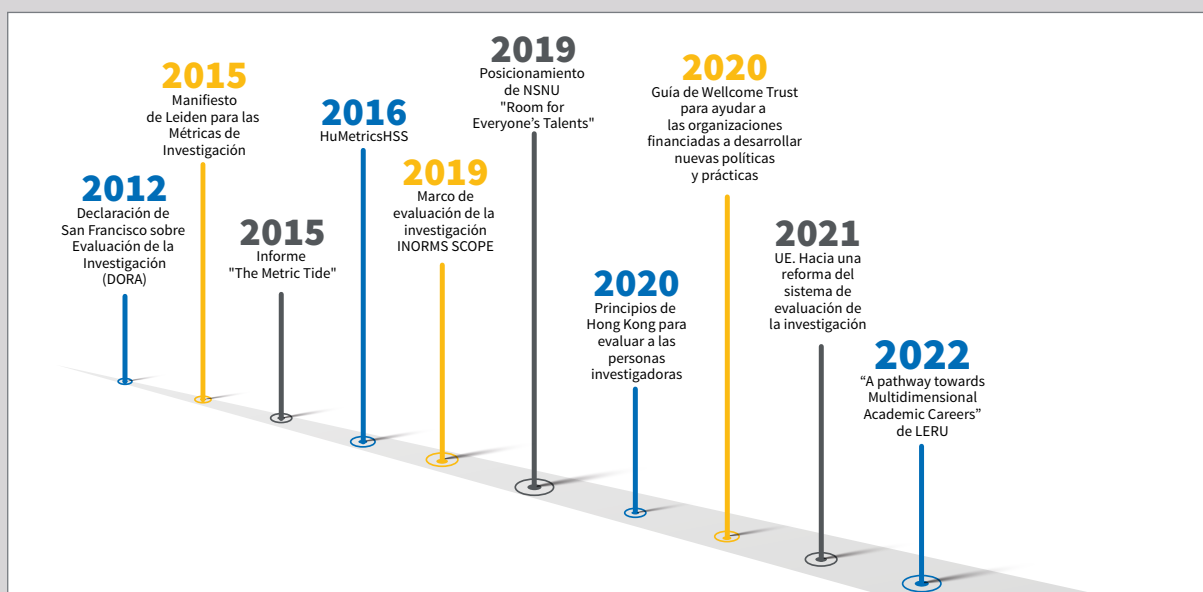 2012
Declaración de
San Francisco sobre
Evaluación de la
Investigación
(DORA)
2015
Manifiesto
de Leiden para las
Métricas de
Investigación
2015
Informe
"The Metric Tide"
2016
HuMetricsHSS
2019
Marco de
evaluación de la
investigación
INORMS SCOPE
2019
Posicionamiento
de NSNU
"Room for
Everyone’s Talents"
2020
Principios de
Hong Kong para
evaluar a las
personas
investigadoras
2020
Guía de Wellcome Trust
para ayudar a
las organizaciones
financiadas a desarrollar
nuevas políticas
y prácticas
2021
UE. Hacia una
reforma del
sistema de
evaluación de
la investigación
2022
“A pathway towards
Multidimensional
Academic Careers”
de LERU